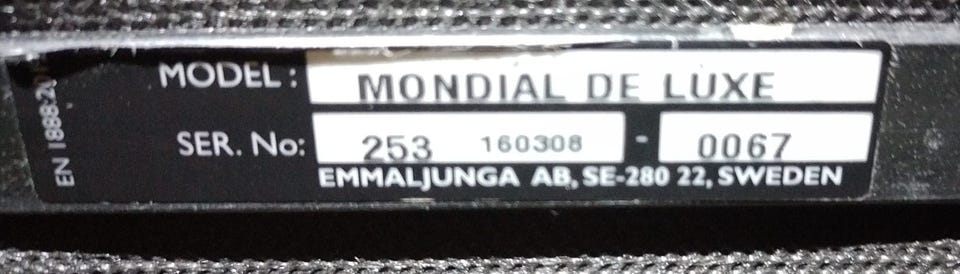 MODEL: MONDIAL DE LUXE
SER. No: 253 160308 - 0067
EMMALJUNGA AB, SE-280 22, SWEDEN
EN 1888:20